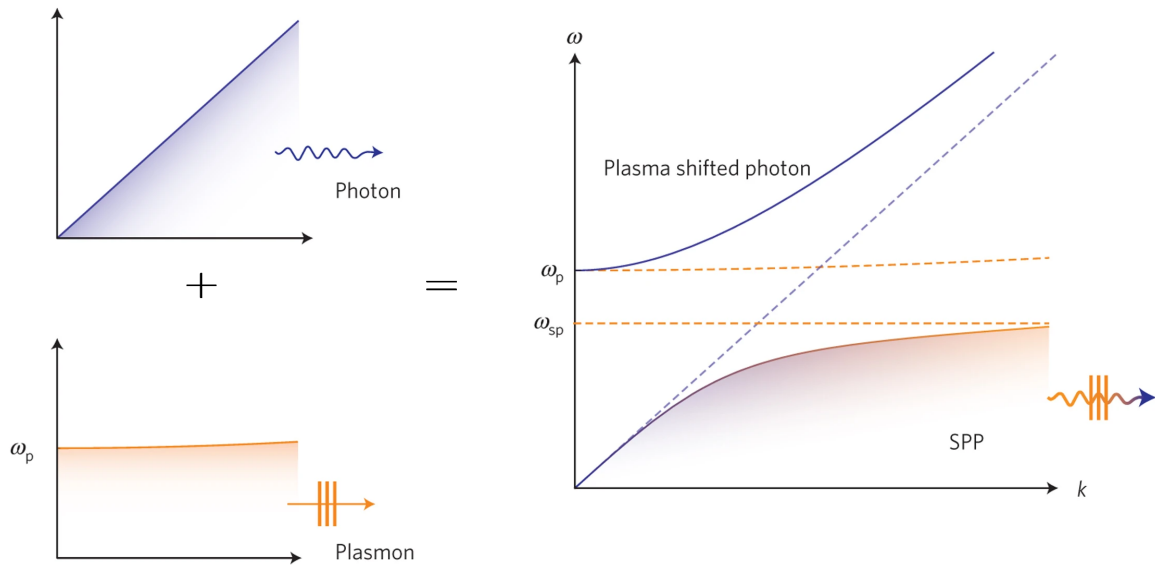 Photon
+
=
ωp
Plasmon
ω
Plasma shifted photon
ωp
ωsp
SPP
k